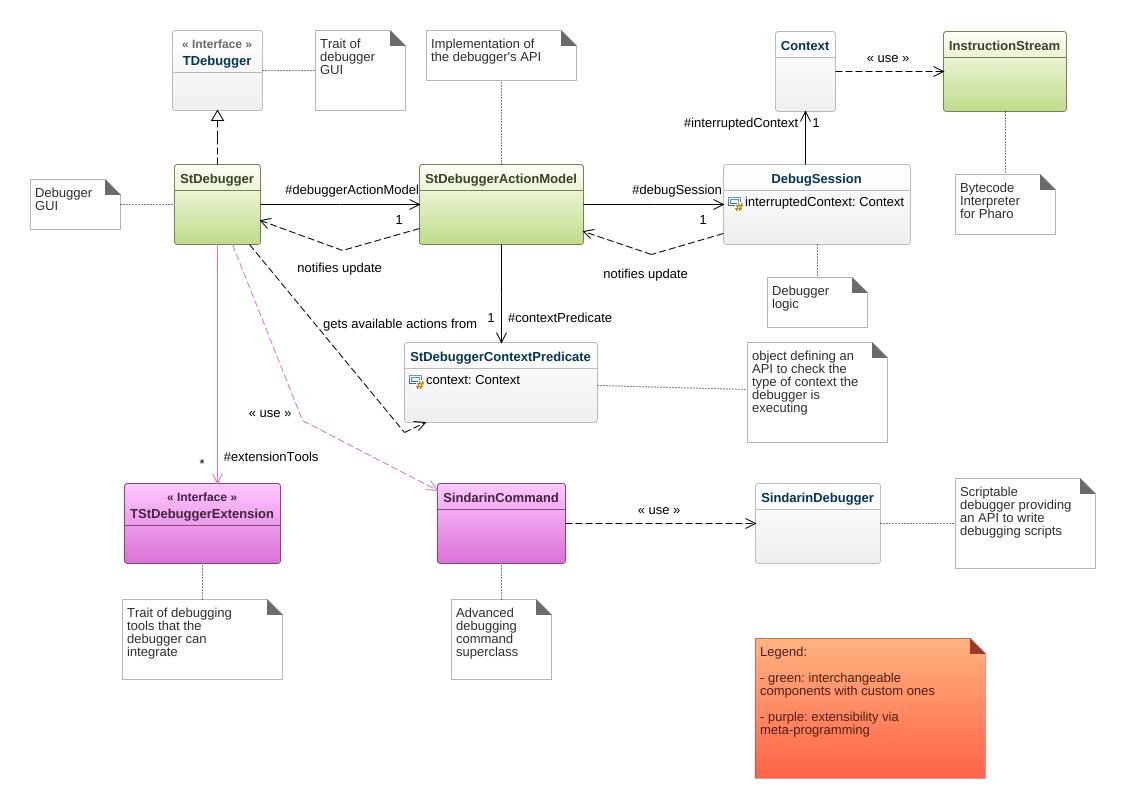 « Interface »
TDebugger
Trait of
debugger
GUI
Implementation of
the debugger's API
Context
« use »
InstructionStream
#interruptedContext
1
Debugger
GUI
StDebugger
#debuggerActionModel
1
notifies update
StDebuggerActionModel
#debugSession
1
notifies update
DebugSession
interruptedContext: Context
Bytecode
Interpreter
for Pharo
Debugger
logic
gets available actions from
1
#contextPredicate
StDebuggerContextPredicate
context: Context
object defining an
API to check the
type of context the
debugger is
executing
« use »
*
#extensionTools
« Interface »
TStDebuggerExtension
SindarinCommand
« use »
SindarinDebugger
Scriptable
debugger providing
an API to write
debugging scripts
Trait of debugging
tools that the
debugger can
integrate
Advanced
debugging
command
superclass
Legend:
- green: interchangeable
components with custom ones
- purple: extensibility via
meta-programming